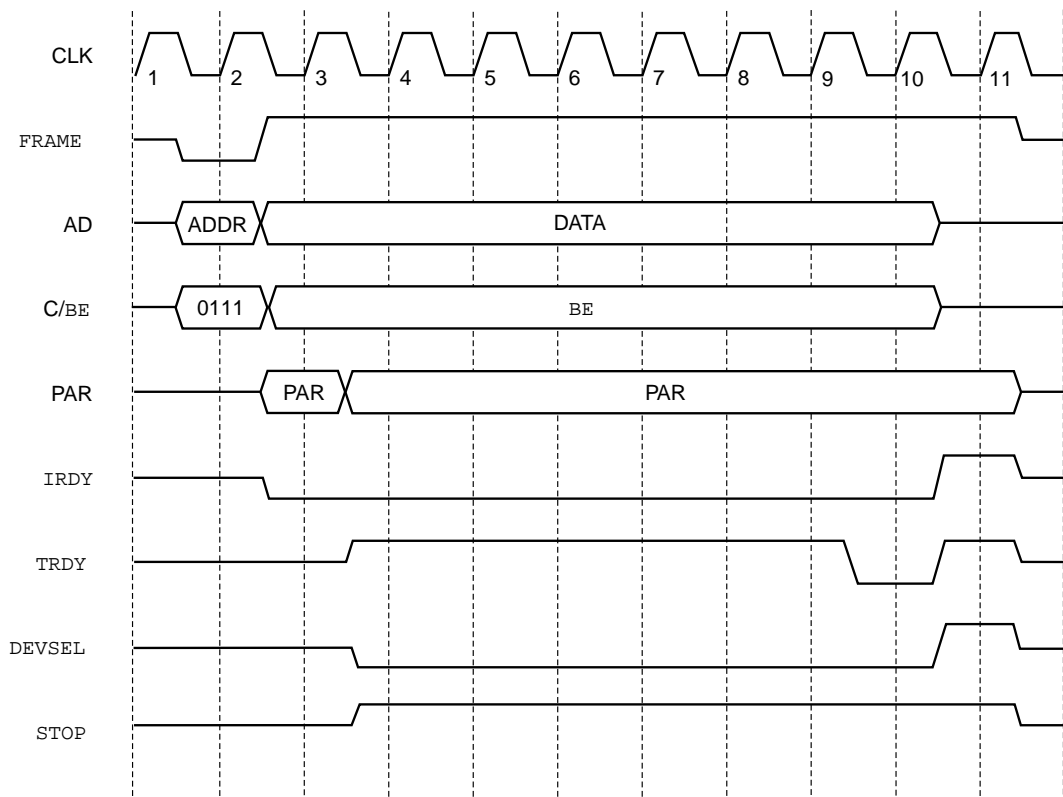 CLK
1 2 3 4 5 6 7 8 9 10 11
FRAME
AD
ADDR
DATA
C/BE
0111
BE
PAR
PAR
PAR
IRDY
TRDY
DEVSEL
STOP